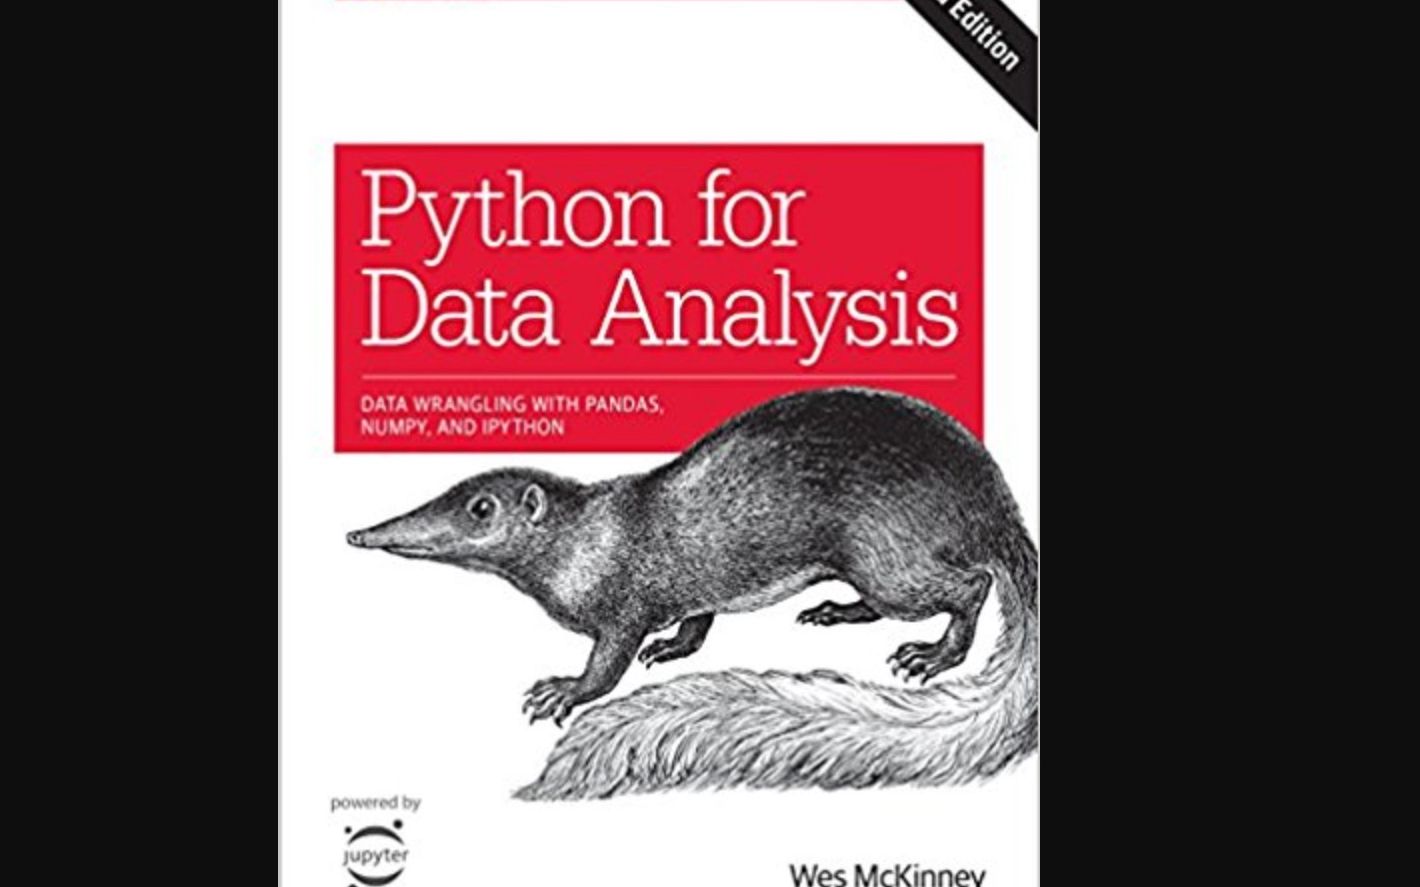 Edition
Python for
Data Analysis
DATA WRANGLING WITH PANDAS,
NUMPY, AND IPYTHON
powered by
jupyter
Wes McKinney